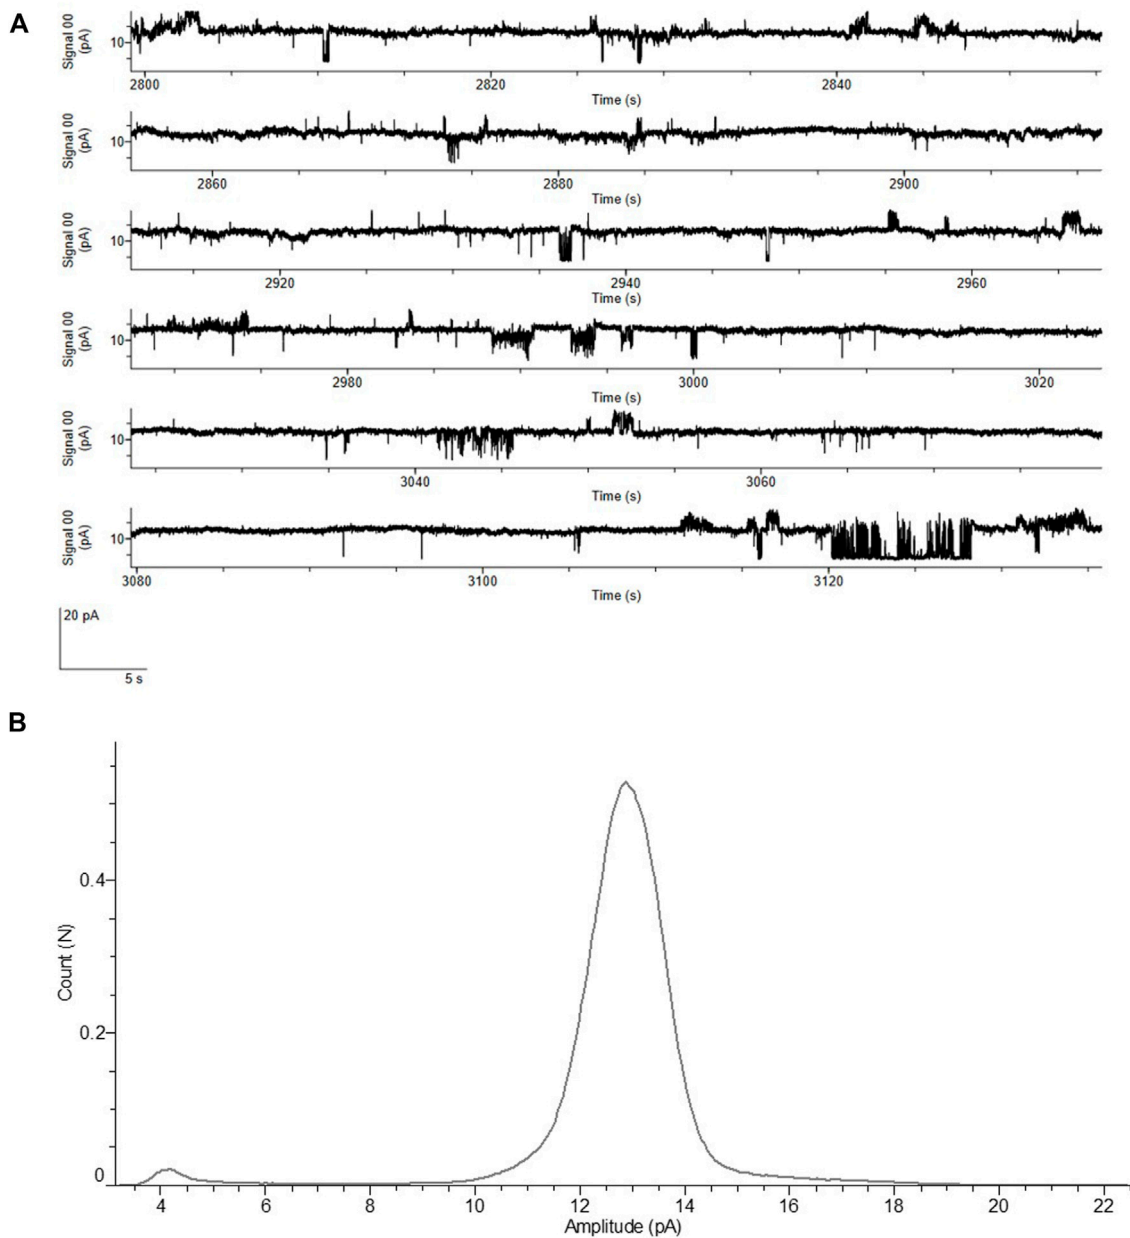 A
Signal 00
(pA)
10
2800
2820
2840
Time (s)
Signal 00
(pA)
10
2860
2880
2900
Time (s)
Signal 00
(pA)
10
2920
2940
2960
Time (s)
Signal 00
(pA)
10
2980
3000
3020
Time (s)
Signal 00
(pA)
10
3040
3060
Time (s)
Signal 00
(pA)
10
3080
3100
3120
Time (s)
20 pA
5 s
B
Count (N)
0.4
0.2
0
4 6 8 10 12 14 16 18 20 22
Amplitude (pA)